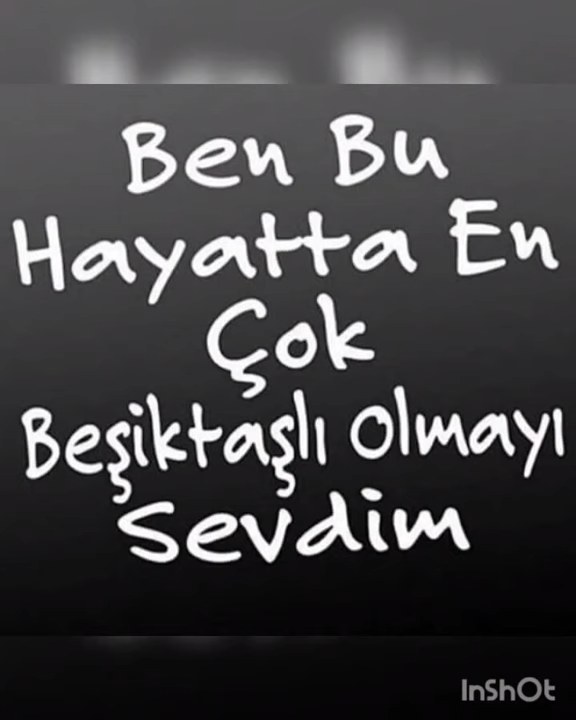 Ben Bu
Hayatta En
Çok
Beşiktaşlı olmayı
Sevdim
InShOt